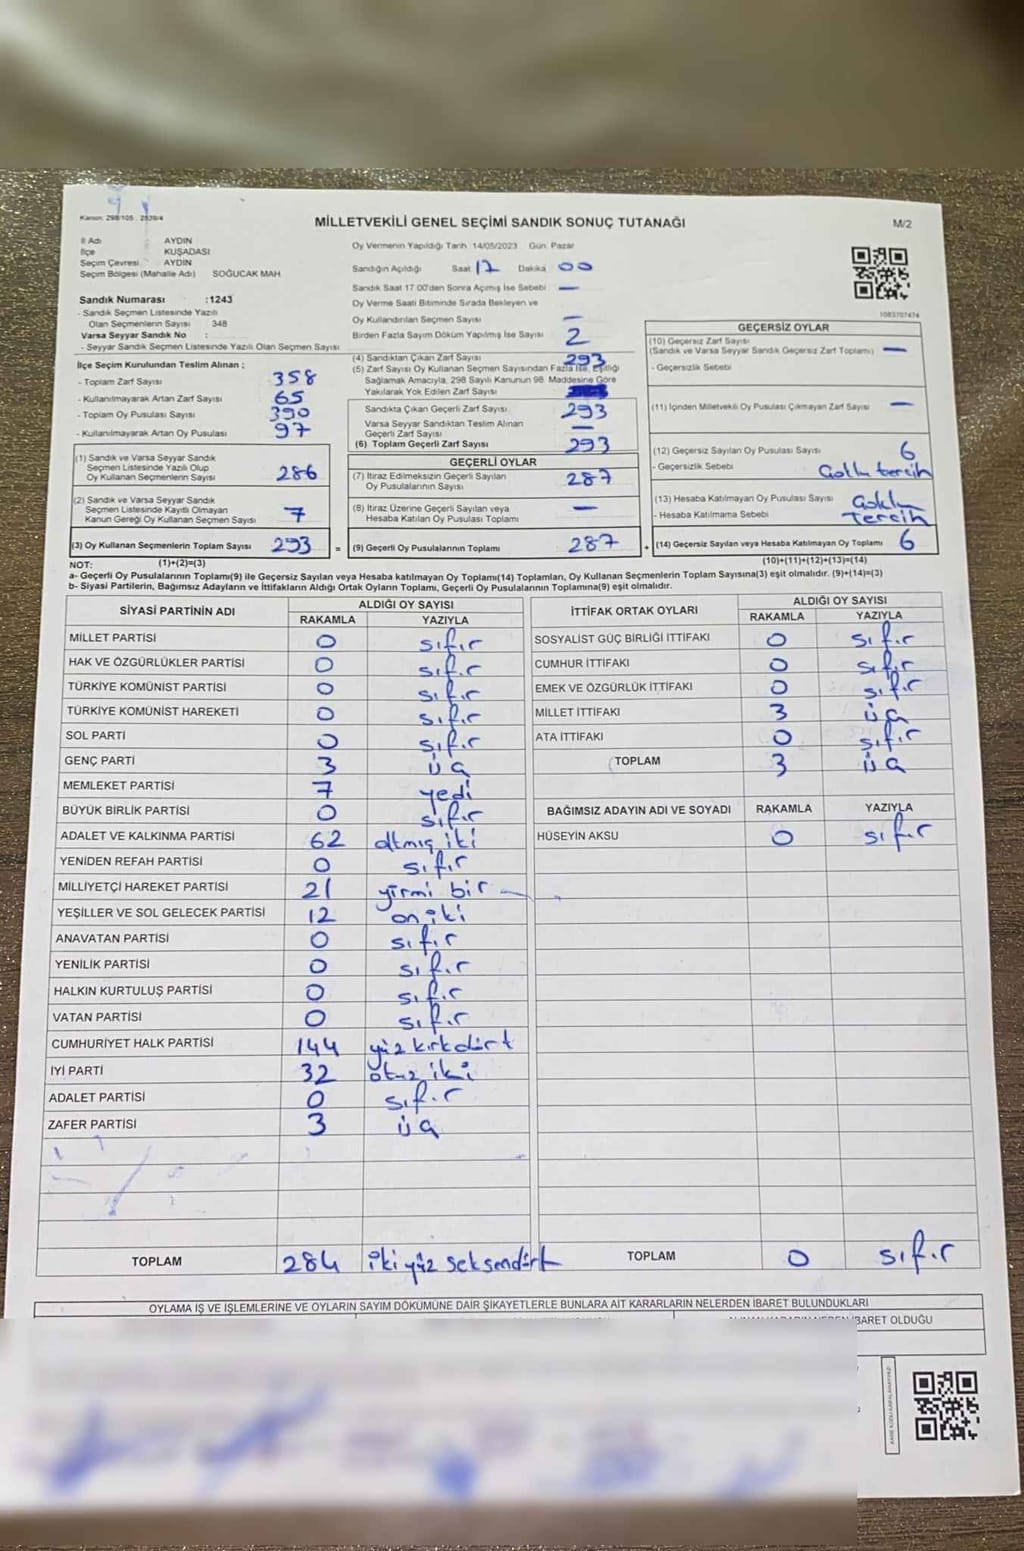 Kanun: 298/105 . 2839/4
MİLLETVEKİLİ GENEL SEÇİMİ SANDIK SONUÇ TUTANAĞI
M/2
İl Adı AYDIN
İlçe KUŞADASI
Seçim Çevresi AYDIN
Seçim Bölgesi (Mahalle Adı) SOĞUCAK MAH
Sandık Numarası :1243
- Sandık Seçmen Listesinde Yazılı
Olan Seçmenlerin Sayısı 348
Varsa Seyyar Sandık No :
- Seyyar Sandık Seçmen Listesinde Yazılı Olan Seçmen Sayısı
İlçe Seçim Kurulundan Teslim Alınan ;
- Toplam Zarf Sayısı 358
- Kullanılmayarak Artan Zarf Sayısı 65
- Toplam Oy Pusulası Sayısı 390
- Kullanılmayarak Artan Oy Pusulası 97
(1) Sandık ve Varsa Seyyar Sandık
Seçmen Listesinde Yazılı Olup
Oy Kullanan Seçmenlerin Sayısı 286
(2) Sandık ve Varsa Seyyar Sandık
Seçmen Listesinde Kayıtlı Olmayan
Kanun Gereği Oy Kullanan Seçmen Sayısı 7
(3) Oy Kullanan Seçmenlerin Toplam Sayısı 293 =
(1)+(2)=(3)
Oy Vermenin Yapıldığı Tarih 14/05/2023 Gün Pazar
Sandığın Açıldığı Saat 17 Dakika 00
Sandık Saat 17 00'den Sonra Açımış İse Sebebi —
Oy Verme Saati Bitiminde Sırada Bekleyen ve
Oy Kullandırılan Seçmen Sayısı —
Birden Fazla Sayım Döküm Yapılmış İse Sayısı 2
(4) Sandıktan Çıkan Zarf Sayısı 293
(5) Zarf Sayısı Oy Kullanan Seçmen Sayısından Fazla İse, Eşitliği
Sağlamak Amacıyla, 298 Sayılı Kanunun 98. Maddesine Göre
Yakılarak Yok Edilen Zarf Sayısı
Sandıkta Çıkan Geçerli Zarf Sayısı 293
Varsa Seyyar Sandıktan Teslim Alınan
Geçerli Zarf Sayısı —
(6) Toplam Geçerli Zarf Sayısı 293
GEÇERLİ OYLAR
(7) İtiraz Edilmeksizin Geçerli Sayılan
Oy Pusulalarının Sayısı 287
(8) İtiraz Üzerine Geçerli Sayılan veya
Hesaba Katılan Oy Pusulaları Toplamı —
(9) Geçerli Oy Pusulalarının Toplamı 287 +
1083707474
GEÇERSİZ OYLAR
(10) Geçersiz Zarf Sayısı
(Sandık ve Varsa Seyyar Sandık Geçersiz Zarf Toplamı) —
- Geçersizlik Sebebi
(11) İçinden Milletvekili Oy Pusulası Çıkmayan Zarf Sayısı —
(12) Geçersiz Sayılan Oy Pusulası Sayısı 6
- Geçersizlik Sebebi Çoklu tercih
(13) Hesaba Katılmayan Oy Pusulası Sayısı Çoklu
- Hesaba Katılmama Sebebi Tercih
(14) Geçersiz Sayılan veya Hesaba Katılmayan Oy Toplamı 6
(10)+(11)+(12)+(13)=(14)
NOT:
a- Geçerli Oy Pusulalarının Toplamı(9) ile Geçersiz Sayılan veya Hesaba katılmayan Oy Toplamı(14) Toplamları, Oy Kullanan Seçmenlerin Toplam Sayısına(3) eşit olmalıdır. (9)+(14)=(3)
b- Siyasi Partilerin, Bağımsız Adayların ve İttifakların Aldığı Ortak Oyların Toplamı, Geçerli Oy Pusulalarının Toplamına(9) eşit olmalıdır.
SİYASİ PARTİNİN ADI ALDIĞI OY SAYISI
RAKAMLA YAZIYLA
MİLLET PARTİSİ 0 sıfır
HAK VE ÖZGÜRLÜKLER PARTİSİ 0 sıfır
TÜRKİYE KOMÜNİST PARTİSİ 0 sıfır
TÜRKİYE KOMÜNİST HAREKETİ 0 sıfır
SOL PARTİ 0 sıfır
GENÇ PARTİ 3 üç
MEMLEKET PARTİSİ 7 yedi
BÜYÜK BİRLİK PARTİSİ 0 sıfır
ADALET VE KALKINMA PARTİSİ 62 altmış iki
YENİDEN REFAH PARTİSİ 0 sıfır
MİLLİYETÇİ HAREKET PARTİSİ 21 yirmi bir
YEŞİLLER VE SOL GELECEK PARTİSİ 12 on iki
ANAVATAN PARTİSİ 0 sıfır
YENİLİK PARTİSİ 0 sıfır
HALKIN KURTULUŞ PARTİSİ 0 sıfır
VATAN PARTİSİ 0 sıfır
CUMHURİYET HALK PARTİSİ 144 yüz kırkdört
İYİ PARTİ 32 otuz iki
ADALET PARTİSİ 0 sıfır
ZAFER PARTİSİ 3 üç
TOPLAM 284 iki yüz seksendört
İTTİFAK ORTAK OYLARI ALDIĞI OY SAYISI
RAKAMLA YAZIYLA
SOSYALİST GÜÇ BİRLİĞİ İTTİFAKI 0 sıfır
CUMHUR İTTİFAKI 0 sıfır
EMEK VE ÖZGÜRLÜK İTTİFAKI 0 sıfır
MİLLET İTTİFAKI 3 üç
ATA İTTİFAKI 0 sıfır
TOPLAM 3 üç
BAĞIMSIZ ADAYIN ADI VE SOYADI RAKAMLA YAZIYLA
HÜSEYİN AKSU 0 sıfır
TOPLAM 0 sıfır
OYLAMA İŞ VE İŞLEMLERİNE VE OYLARIN SAYIM DÖKÜMÜNE DAİR ŞİKAYETLERLE BUNLARA AİT KARARLARIN NELERDEN İBARET BULUNDUKLARI
İBARET OLDUĞU